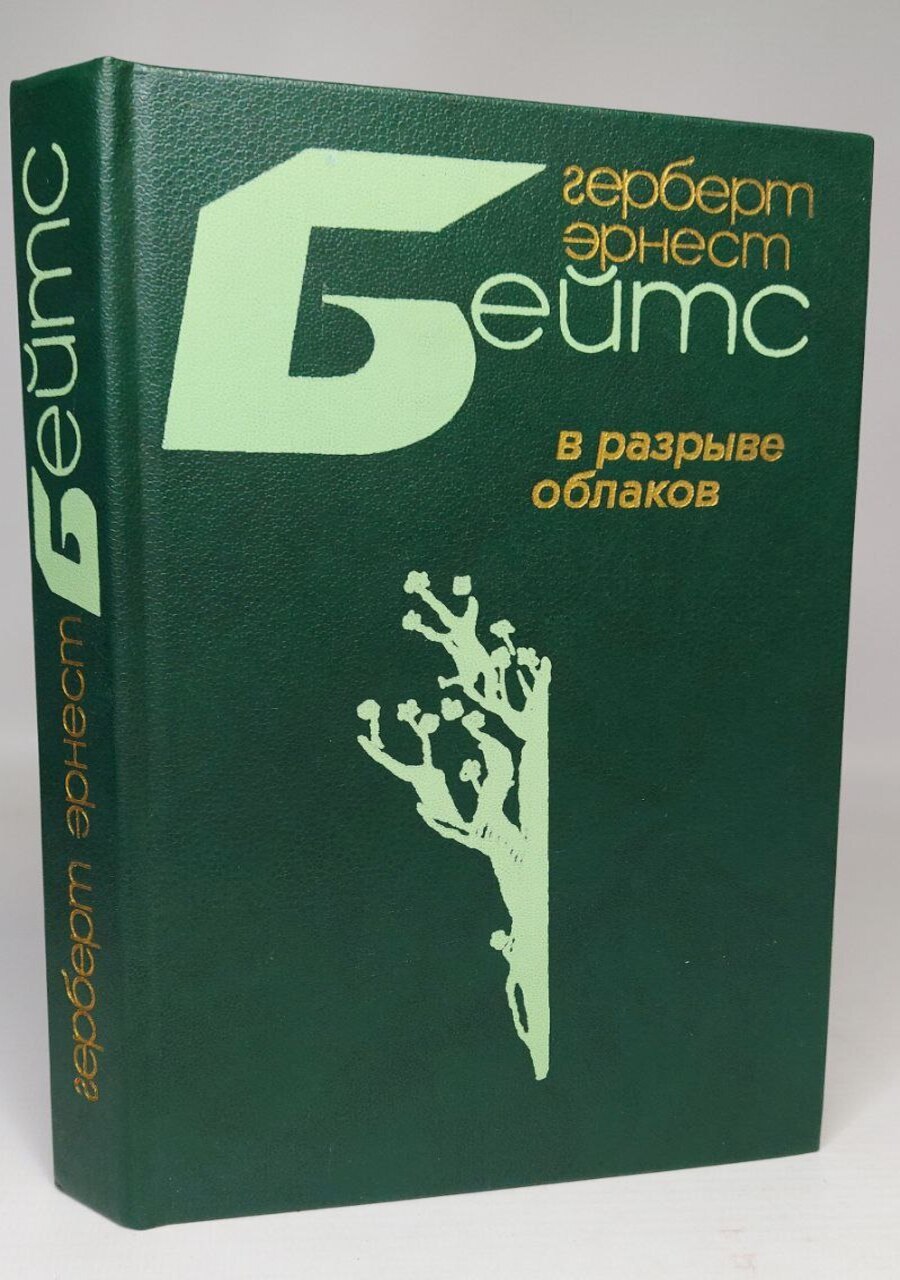 герберт
эрнест
Бейтс
в разрыве
облаков
герберт эрнест Бейтс